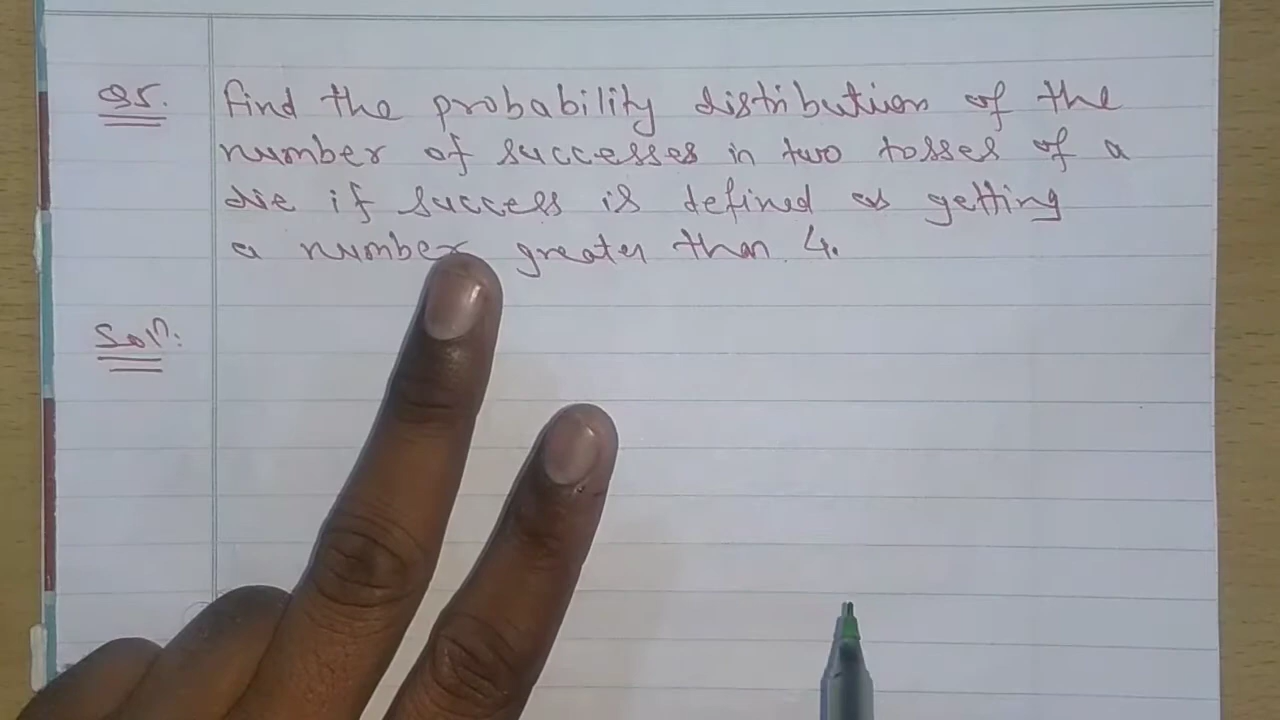 Q5. Find the probability distribution of the
number of successes in two tosses of a
die if success is defined as getting
a number greater than 4.
Soln.